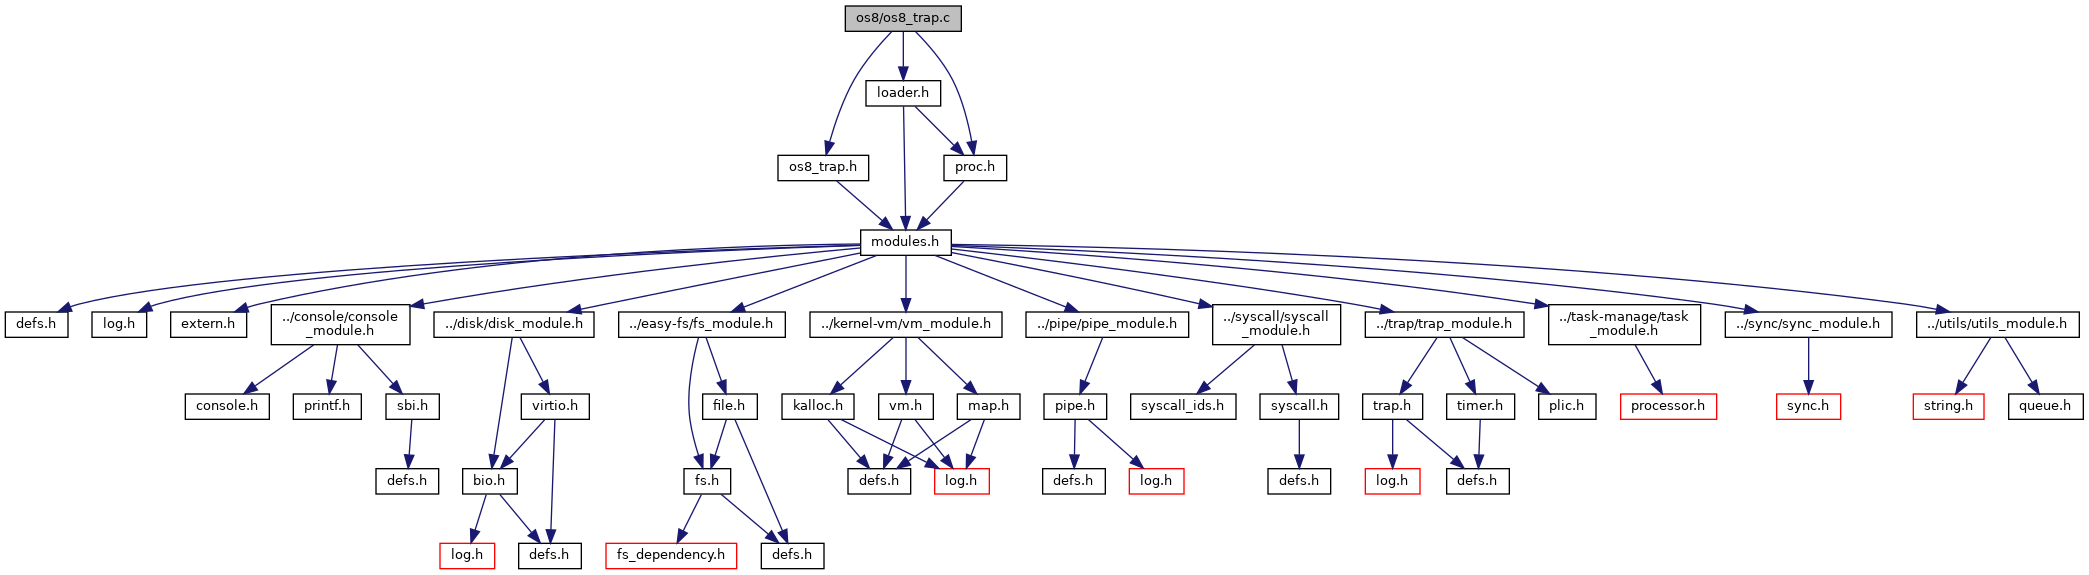 os8/os8_trap.c
loader.h
os8_trap.h
proc.h
modules.h
defs.h
log.h
extern.h
../console/console
_module.h
../disk/disk_module.h
../easy-fs/fs_module.h
../kernel-vm/vm_module.h
../pipe/pipe_module.h
../syscall/syscall
_module.h
../trap/trap_module.h
../task-manage/task
_module.h
../sync/sync_module.h
../utils/utils_module.h
console.h
printf.h
sbi.h
virtio.h
file.h
kalloc.h
vm.h
map.h
pipe.h
syscall_ids.h
syscall.h
trap.h
timer.h
plic.h
processor.h
sync.h
string.h
queue.h
defs.h
bio.h
fs.h
defs.h
log.h
defs.h
log.h
defs.h
log.h
defs.h
log.h
defs.h
fs_dependency.h
defs.h